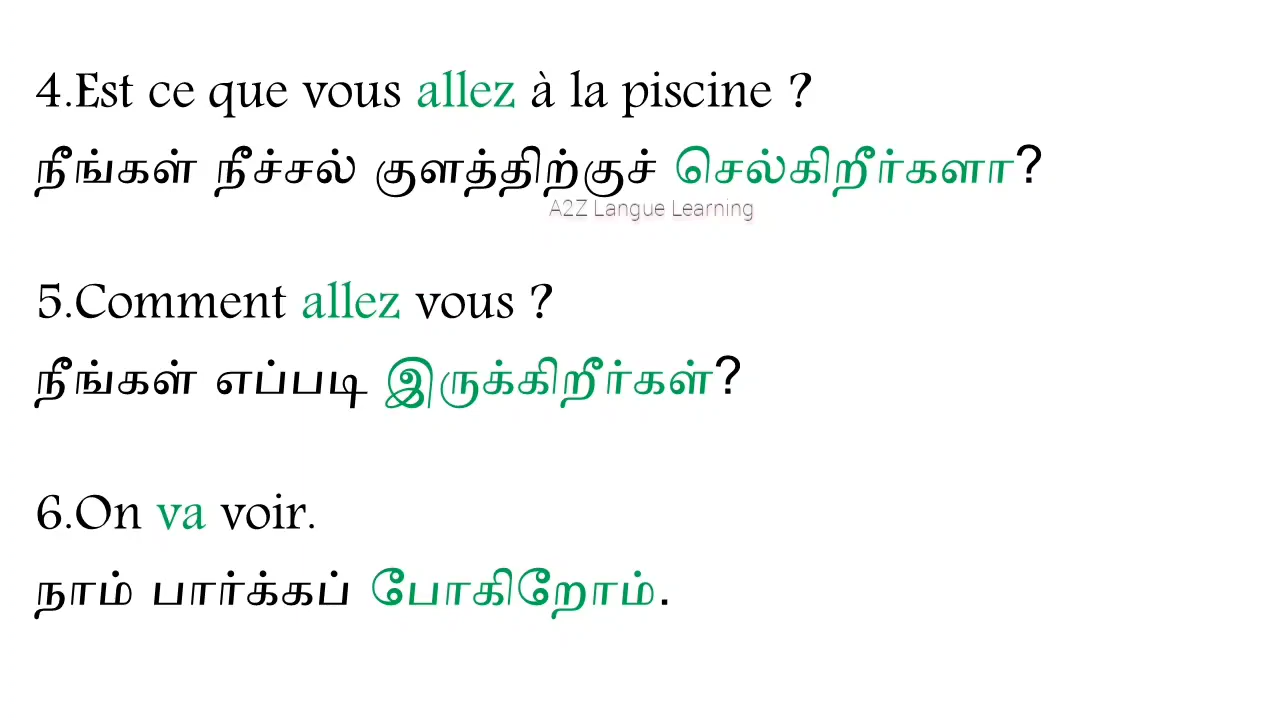 4.Est ce que vous allez à la piscine ?
நீங்கள் நீச்சல் குளத்திற்குச் செல்கிறீர்களா?
A2Z Langue Learning
5.Comment allez vous ?
நீங்கள் எப்படி இருக்கிறீர்கள்?
6.On va voir.
நாம் பார்க்கப் போகிறோம்.